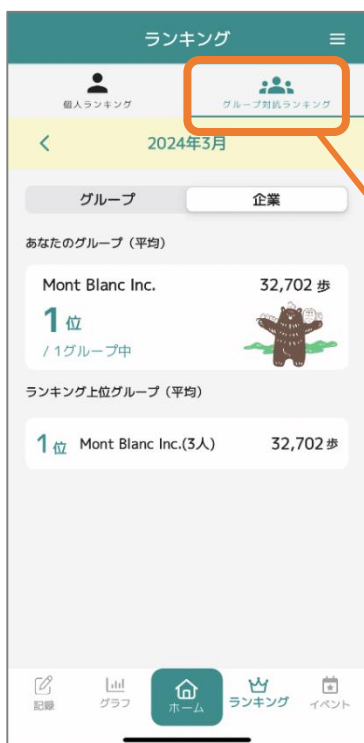 ランキング
個人ランキング
グループ対抗ランキング
2024年3月
グループ 企業
あなたのグループ（平均）
Mont Blanc Inc. 32,702 歩
1 位
/ 1グループ中
ランキング上位グループ（平均）
1 位 Mont Blanc Inc.(3人) 32,702 歩
記録 グラフ ホーム ランキング イベント